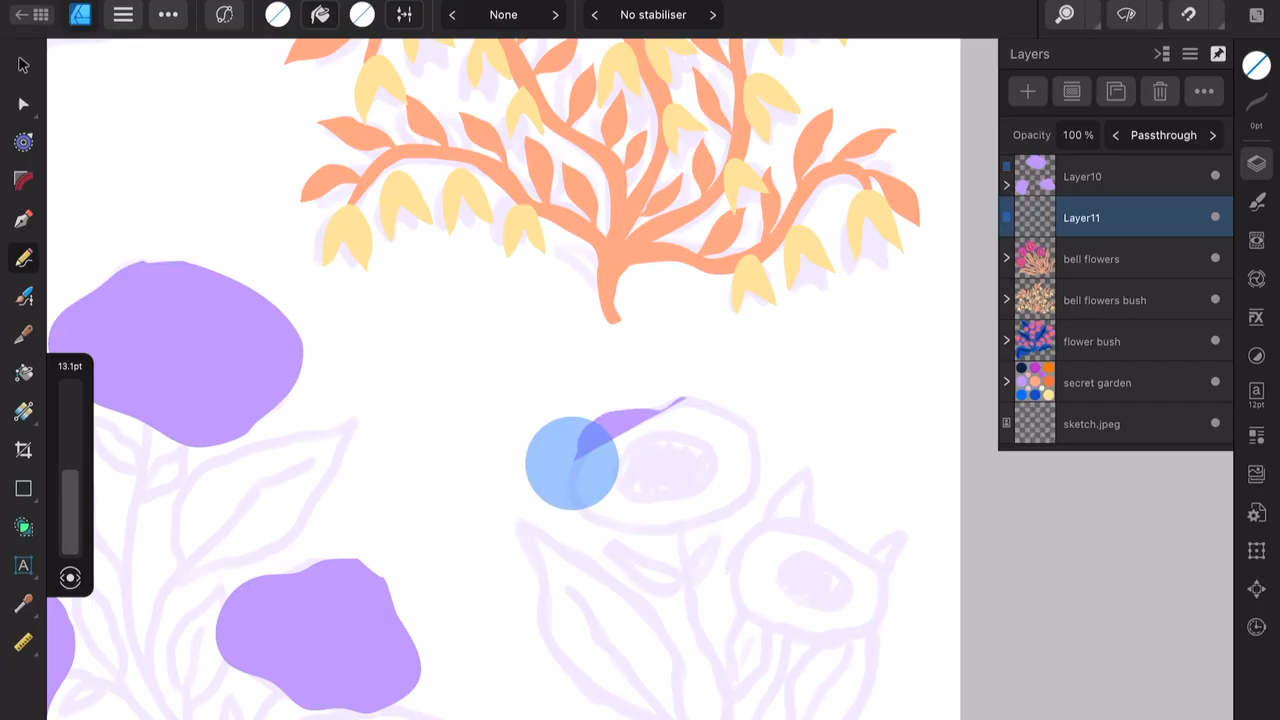 None
No stabiliser
Layers
Opacity 100 % Passthrough
Layer10
Layer11
bell flowers
bell flowers bush
flower bush
secret garden
sketch.jpeg
13.1pt
0pt
A
12pt
A
FX